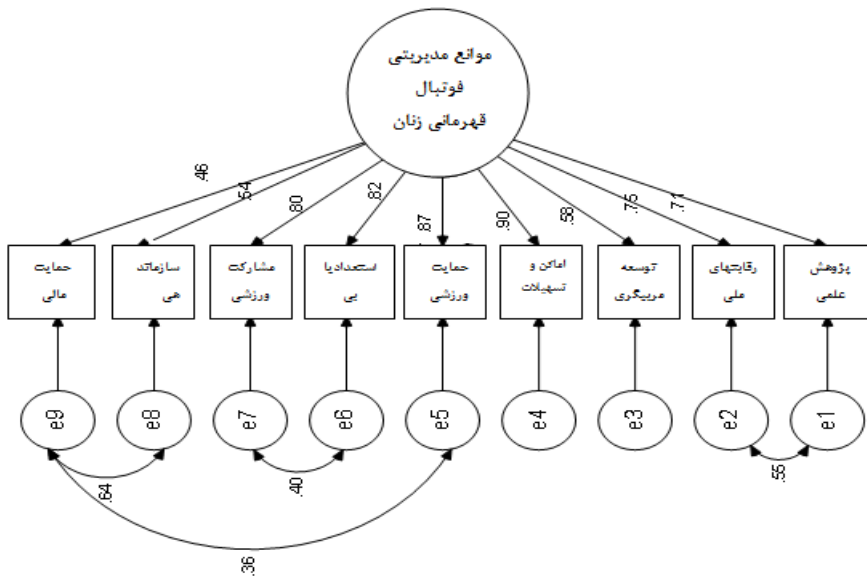 موانع مدیریتی
فوتبال
قهرمانی زنان
.46
.54
.80
.82
.87
.90
.58
.75
.71
حمایت
مالی
سازماند
هی
مشارکت
ورزشی
استعدادیا
بی
حمایت
ورزشی
اماکن و
تسهیلات
توسعه
مربیگری
رقابتهای
ملی
پژوهش
علمی
e9
e8
e7
e6
e5
e4
e3
e2
e1
.64
.40
.55
.36